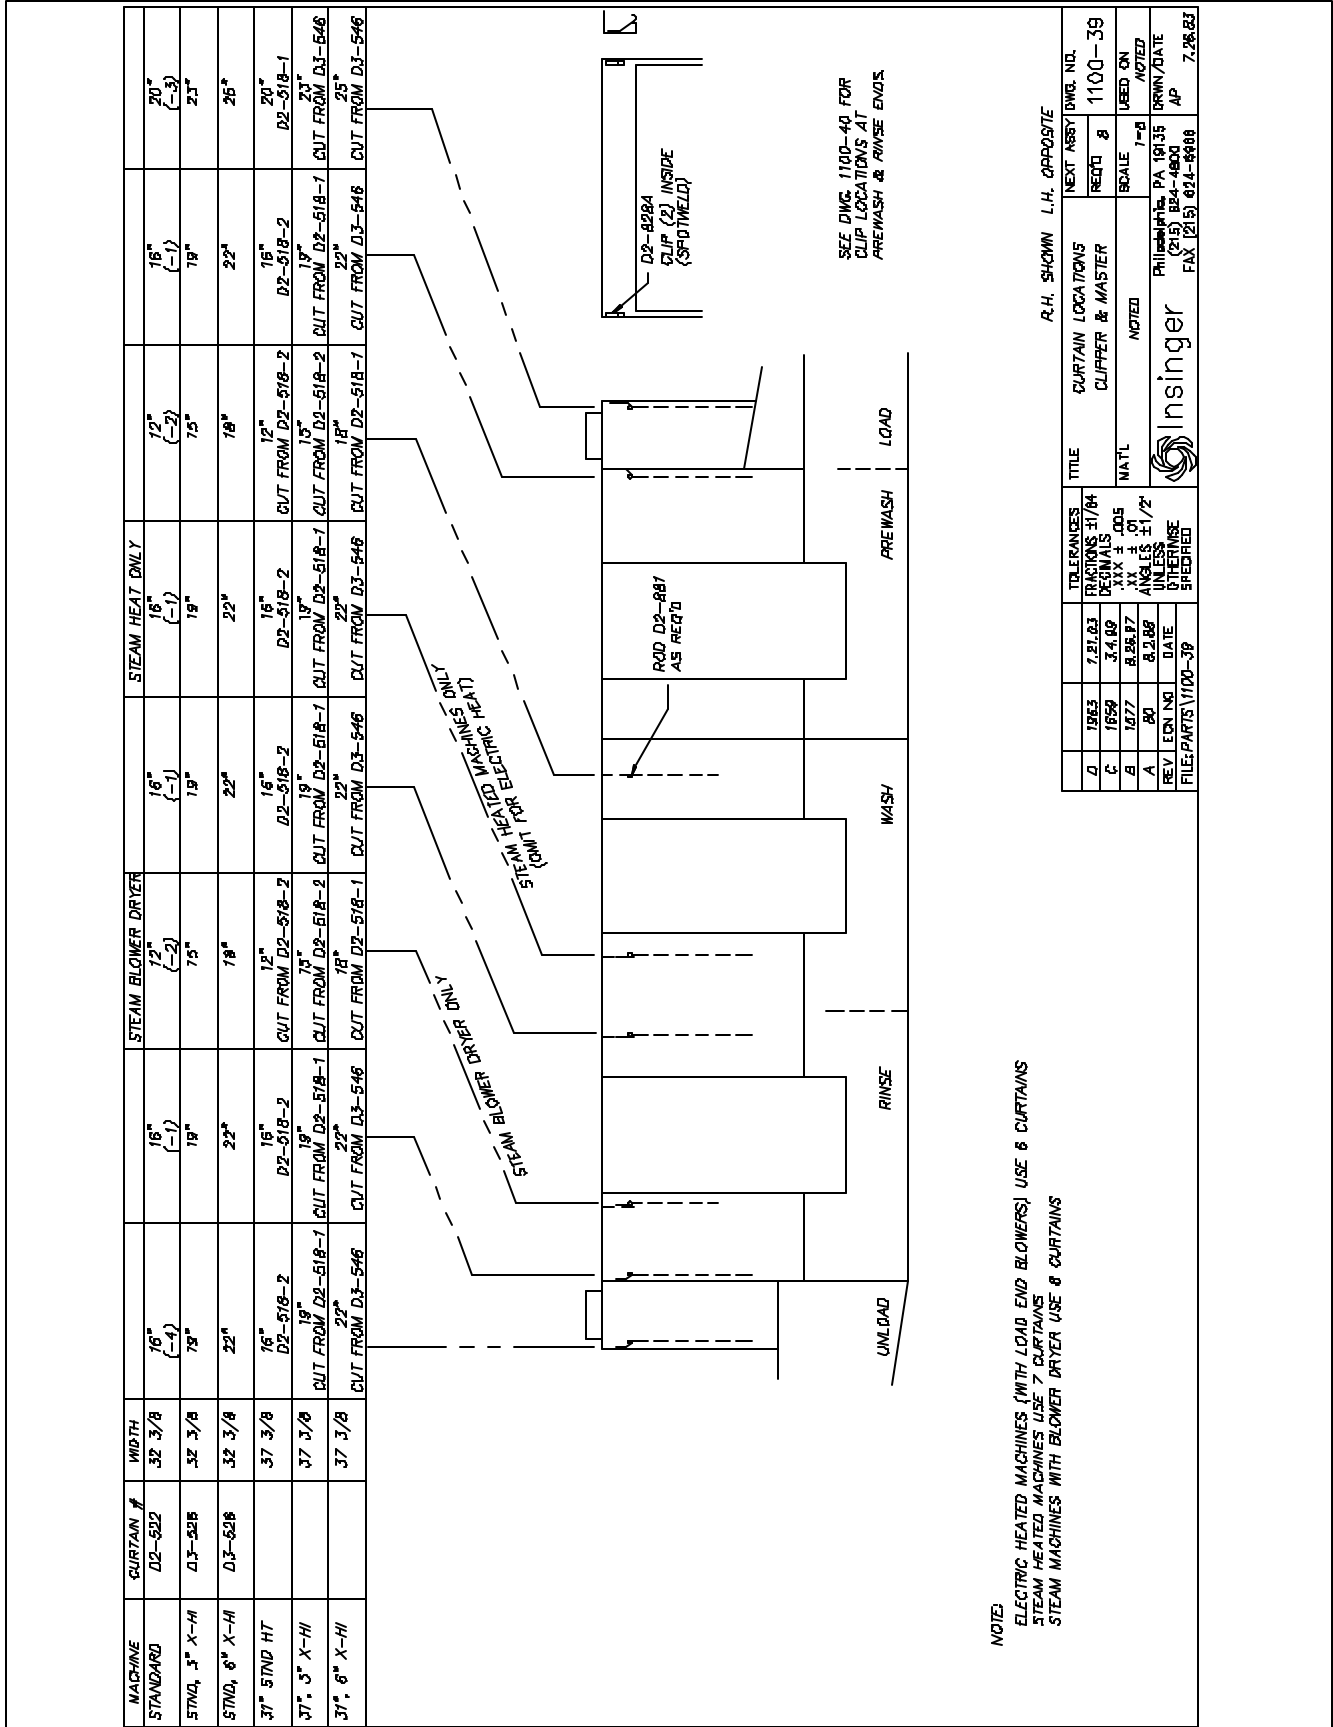 MACHINE CURTAIN # WIDTH STEAM BLOWER DRYER STEAM HEAT ONLY
STANDARD D2-522 32 3/8 16" 16" 12" 16" 16" 12" 16" 20"
(-4) (-1) (-2) (-1) (-1) (-2) (-1) (-3)
STND, 3" X-HI D3-525 32 3/8 19" 19" 15" 19" 19" 15" 19" 23"
STND, 6" X-HI D3-526 32 3/8 22" 22" 18" 22" 22" 18" 22" 26"
37" STND HT 37 3/8 16" 16" 12" 16" 16" 12" 16" 20"
D2-518-2 D2-518-2 CUT FROM D2-518-2 D2-518-2 D2-518-2 CUT FROM D2-518-2 D2-518-2 D2-518-1
37", 3" X-HI 37 3/8 19" 19" 15" 19" 19" 15" 19" 23"
CUT FROM D2-518-1 CUT FROM D2-518-1 CUT FROM D2-518-2 CUT FROM D2-518-1 CUT FROM D2-518-1 CUT FROM D2-518-2 CUT FROM D2-518-1 CUT FROM D3-546
31", 6" X-HI 37 3/8 22" 22" 18" 22" 22" 18" 22" 25"
CUT FROM D3-546 CUT FROM D3-546 CUT FROM D2-518-1 CUT FROM D3-546 CUT FROM D3-546 CUT FROM D2-518-1 CUT FROM D3-546 CUT FROM D3-546
STEAM BLOWER DRYER ONLY
STEAM HEATED MACHINES ONLY
(OMIT FOR ELECTRIC HEAT)
ROD D2-881
AS REQ'D
D2-828A
CLIP (2) INSIDE
(SPOTWELD)
SEE DWG. 1100-40 FOR
CLIP LOCATIONS AT
PREWASH & RINSE ENDS.
UNLOAD
RINSE
WASH
PREWASH
LOAD
NOTE:
ELECTRIC HEATED MACHINES (WITH LOAD END BLOWERS) USE 6 CURTAINS
STEAM HEATED MACHINES USE 7 CURTAINS
STEAM MACHINES WITH BLOWER DRYER USE 8 CURTAINS
R.H. SHOWN L.H. OPPOSITE
D 1963 7.21.03
C 1659 3.4.99
B 1477 8.26.97
A 80 8.2.88
REV ECN NO DATE
FILE:PARTS\1100-39
TOLERANCES
FRACTIONS ±1/64
DECIMALS
.XXX ± .005
.XX ± .01
ANGLES ±1/2°
UNLESS
OTHERWISE
SPECIFIED
TITLE
CURTAIN LOCATIONS
CLIPPER & MASTER
MAT'L
NOTED
NEXT ASSY
REQ'D 8
SCALE
1=8
DWG. NO.
1100-39
USED ON
NOTED
Insinger
Philadelphia, PA 19135
(215) 624-4800
FAX (215) 624-6966
DRWN/DATE
AP 7.26.83